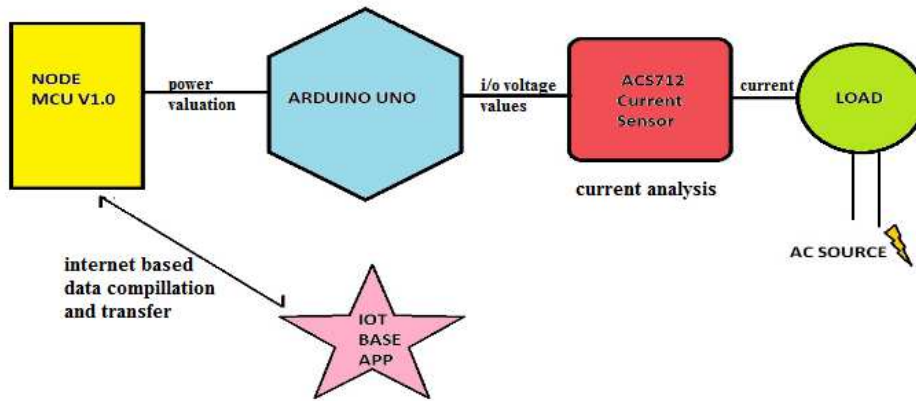 NODE
MCU V1.0
power
valuation
ARDUINO UNO
i/o voltage
values
ACS712
Current
Sensor
current
LOAD
current analysis
AC SOURCE
internet based
data compillation
and transfer
IOT
BASE
APP